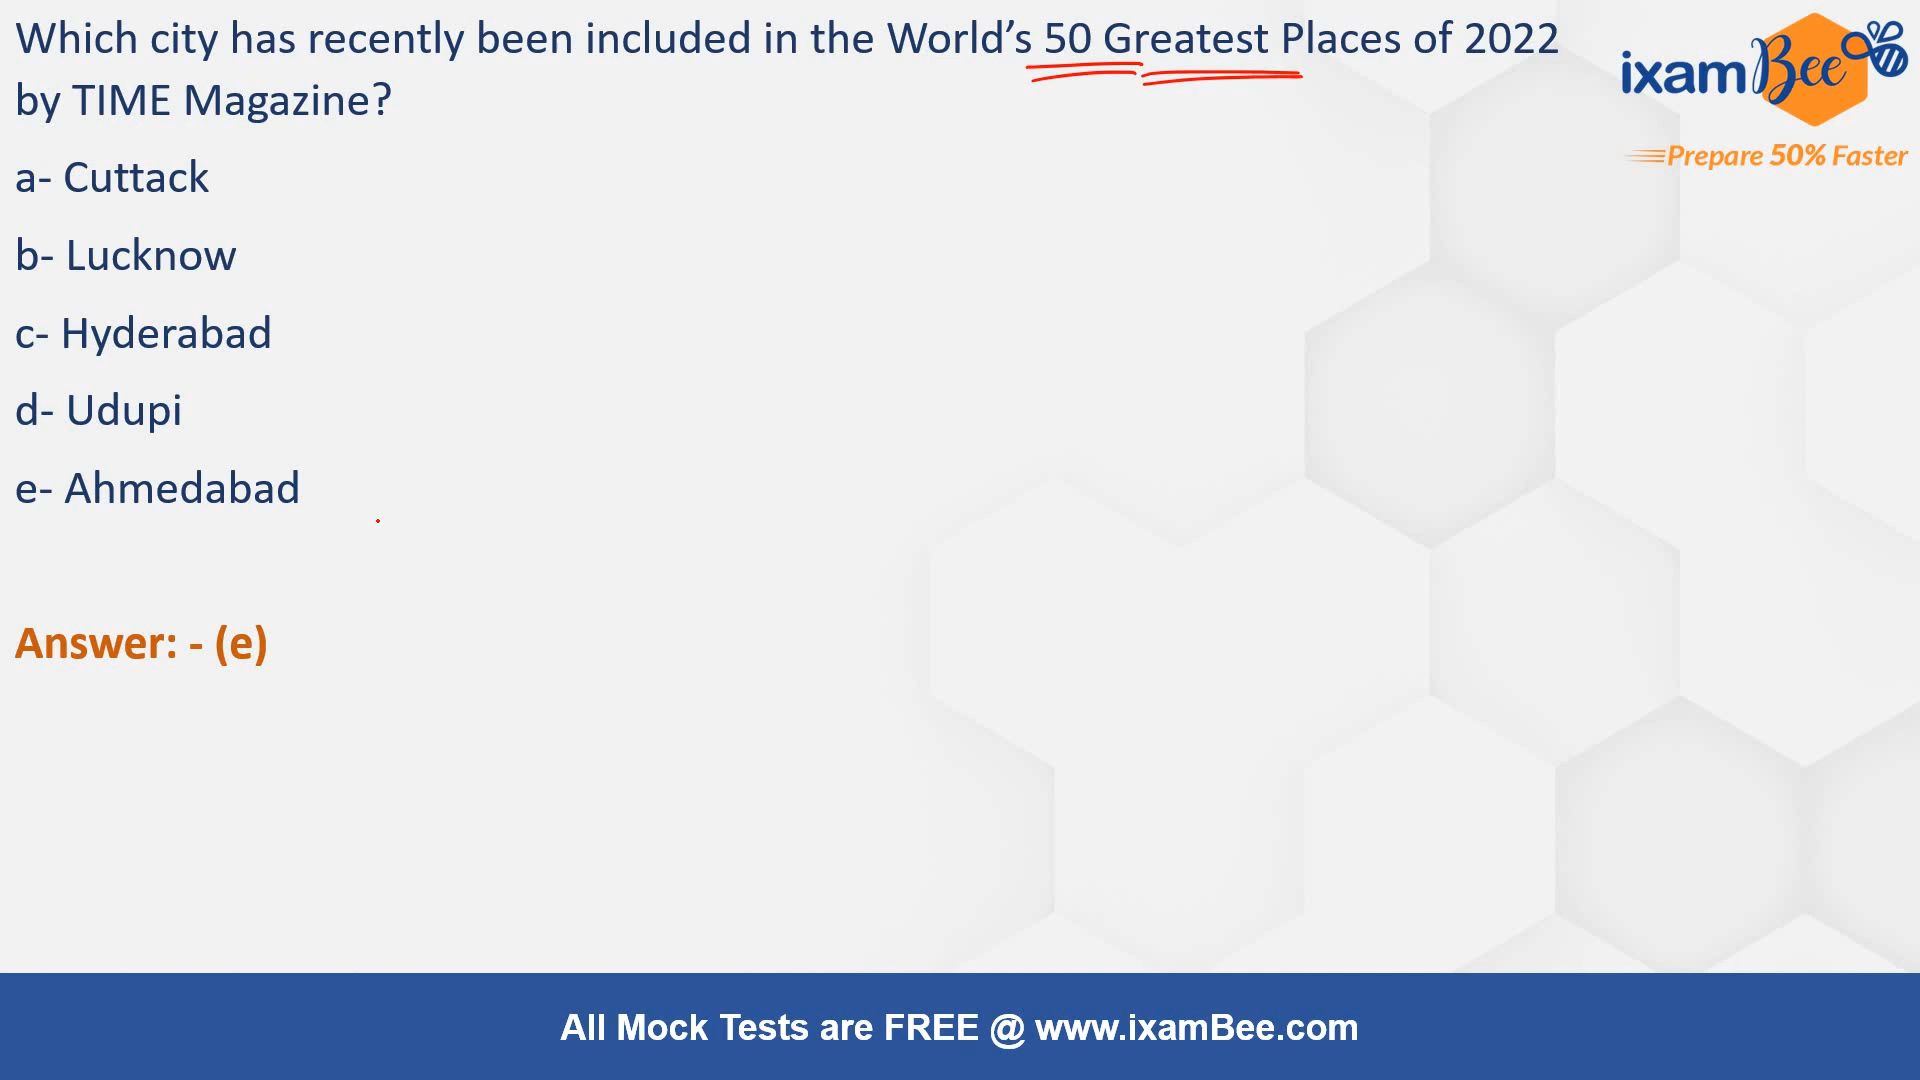 Which city has recently been included in the World’s 50 Greatest Places of 2022
by TIME Magazine?
a- Cuttack
b- Lucknow
c- Hyderabad
d- Udupi
e- Ahmedabad
Answer: - (e)
ixamBee
Prepare 50% Faster
All Mock Tests are FREE @ www.ixamBee.com